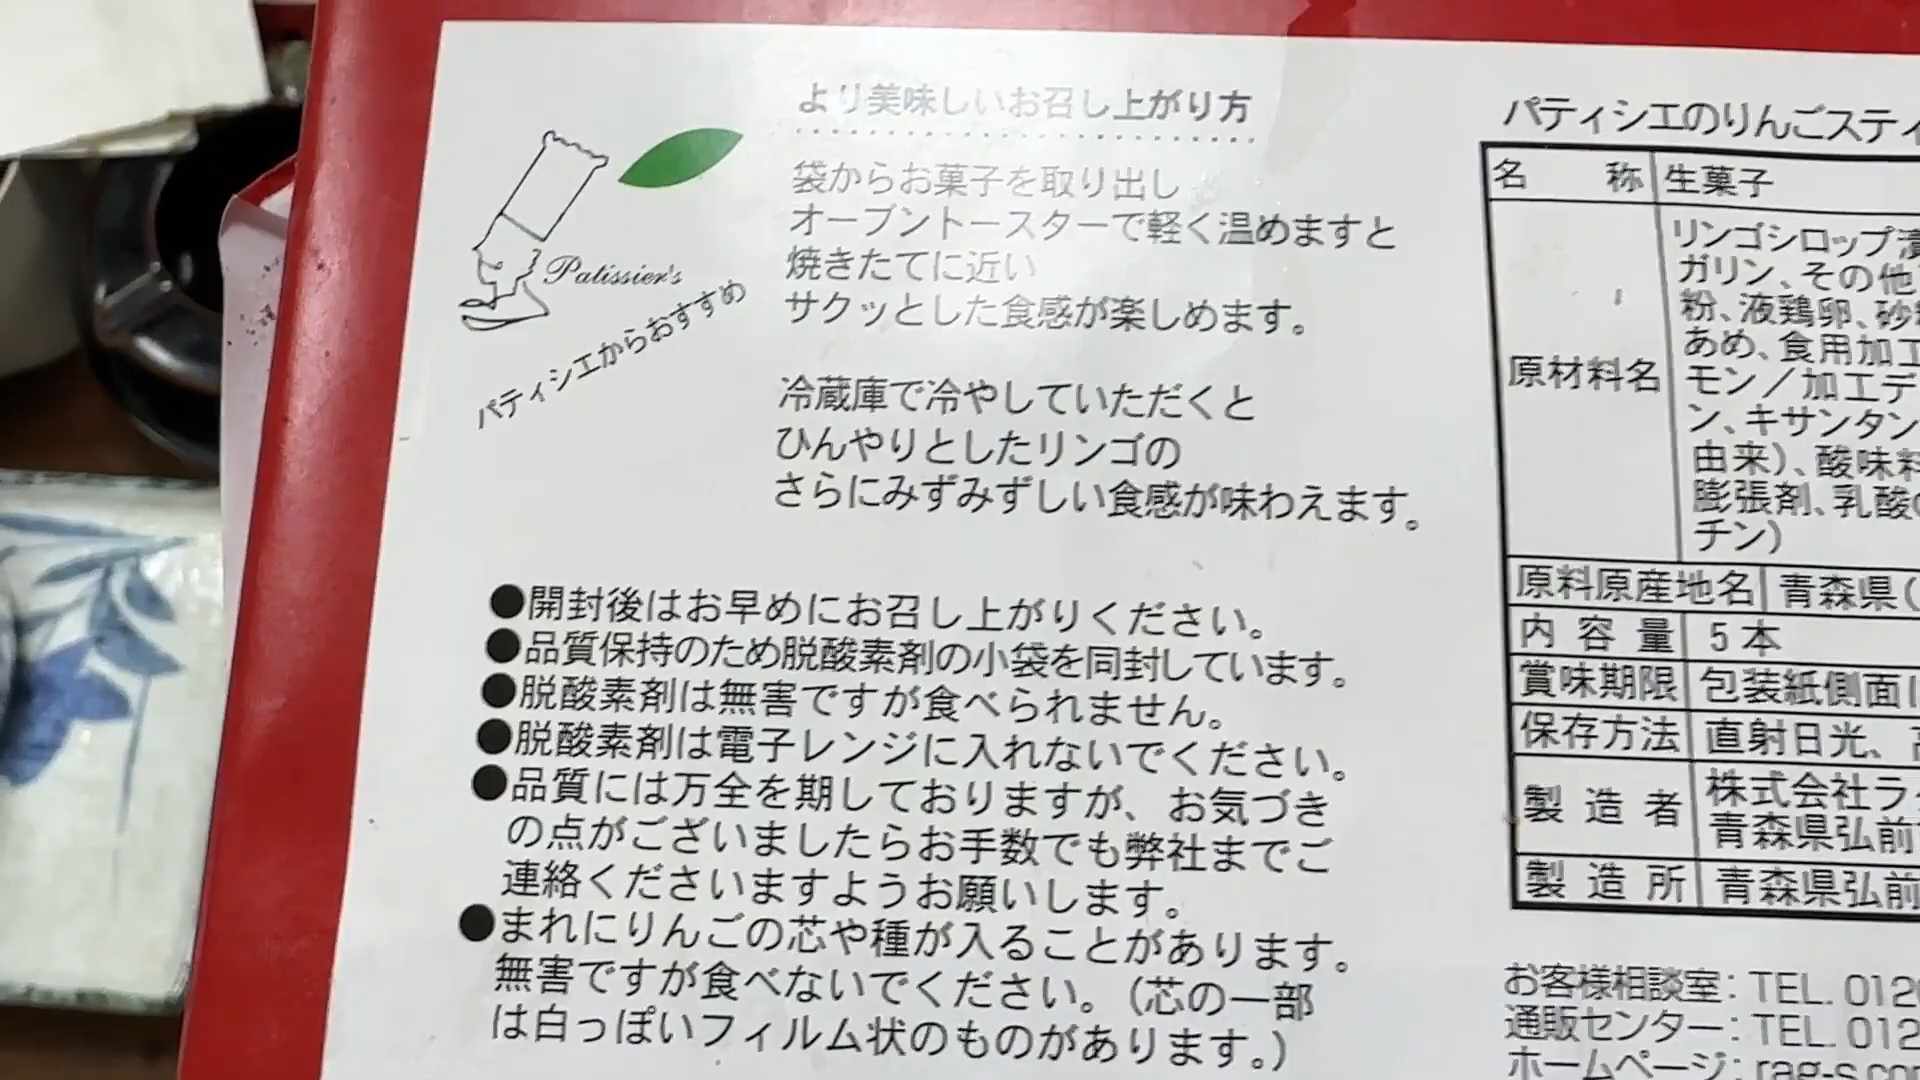 より美味しいお召し上がり方
袋からお菓子を取り出し
オーブントースターで軽く温めますと
焼きたてに近い
サクッとした食感が楽しめます。
Patissier's
パティシエからおすすめ
冷蔵庫で冷やしていただくと
ひんやりとしたリンゴの
さらにみずみずしい食感が味わえます。
●開封後はお早めにお召し上がりください。
●品質保持のため脱酸素剤の小袋を同封しています。
●脱酸素剤は無害ですが食べられません。
●脱酸素剤は電子レンジに入れないでください。
●品質には万全を期しておりますが、お気づき
の点がございましたらお手数でも弊社までご
連絡くださいますようお願いします。
●まれにりんごの芯や種が入ることがあります。
無害ですが食べないでください。（芯の一部
は白っぽいフィルム状のものがあります。）
パティシエのりんごスティ
名 称 生菓子
原材料名
リンゴシロップ漬
ガリン、その他
粉、液鶏卵、砂糖
あめ、食用加工
モン／加工デ
ン、キサンタン
由来)、酸味料
膨張剤、乳酸C
チン)
原料原産地名 青森県(
内容量 5本
賞味期限 包装紙側面
保存方法 直射日光、
製造者 株式会社ラ
青森県弘前
製造所 青森県弘前
お客様相談室: TEL. 012
通販センター: TEL. 012
ホームページ: rag-s.co